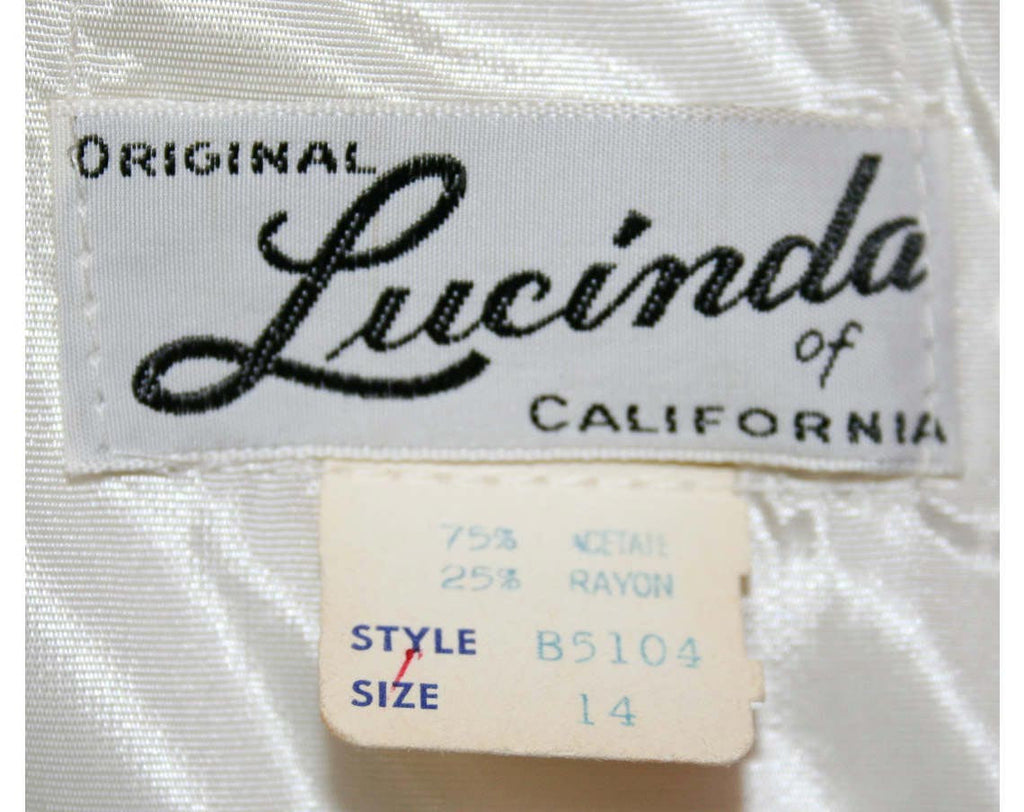 ORIGINAL
Lucinda
of
CALIFORNIA
75% ACETATE
25% RAYON
STYLE B5104
SIZE 14